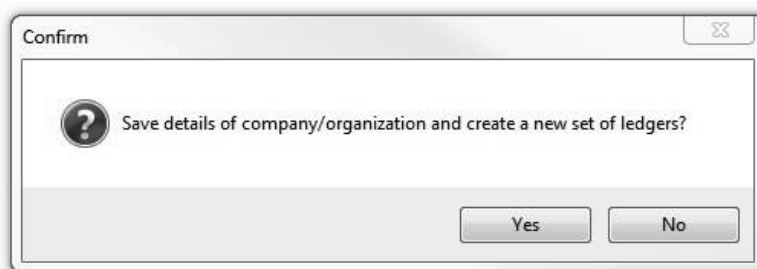 Confirm
Save details of company/organization and create a new set of ledgers?
Yes No